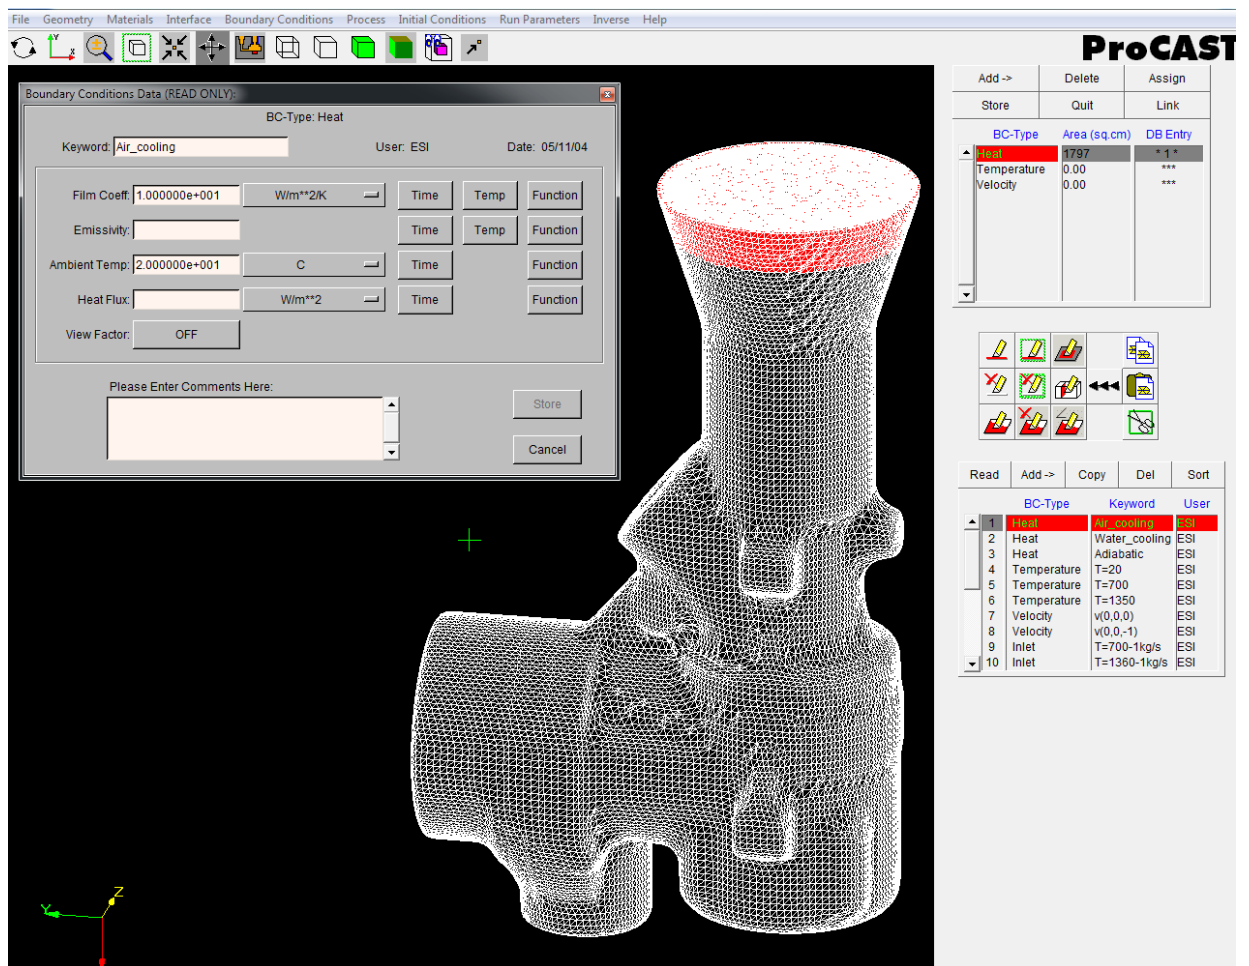 File Geometry Materials Interface Boundary Conditions Process Initial Conditions Run Parameters Inverse Help
ProCAST
Boundary Conditions Data (READ ONLY):
BC-Type: Heat
Keyword: Air_cooling User: ESI Date: 05/11/04
Film Coeff: 1.000000e+001 W/m**2/K Time Temp Function
Emissivity: Time Temp Function
Ambient Temp: 2.000000e+001 C Time Function
Heat Flux: W/m**2 Time Function
View Factor: OFF
Please Enter Comments Here:
Store
Cancel
Add -> Delete Assign
Store Quit Link
BC-Type Area (sq.cm) DB Entry
Heat 1797 * 1 *
Temperature 0.00 ***
Velocity 0.00 ***
Read Add -> Copy Del Sort
BC-Type Keyword User
1 Heat Air_cooling ESI
2 Heat Water_cooling ESI
3 Heat Adiabatic ESI
4 Temperature T=20 ESI
5 Temperature T=700 ESI
6 Temperature T=1350 ESI
7 Velocity v(0,0,0) ESI
8 Velocity v(0,0,-1) ESI
9 Inlet T=700-1kg/s ESI
10 Inlet T=1360-1kg/s ESI
Y
X
Z
Y